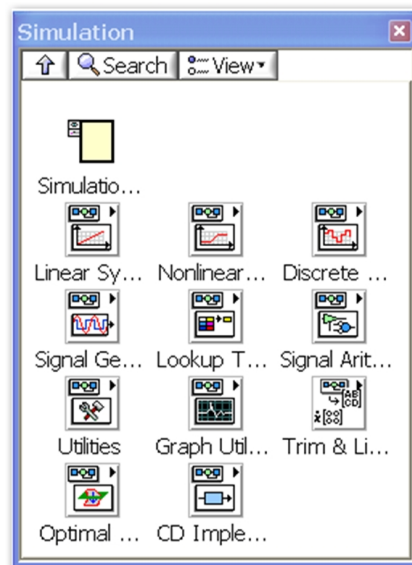 Simulation
Search View
Simulatio...
Linear Sy... Nonlinear... Discrete ...
Signal Ge... Lookup T... Signal Arit...
Utilities Graph Util... Trim & Li...
Optimal ... CD Imple...